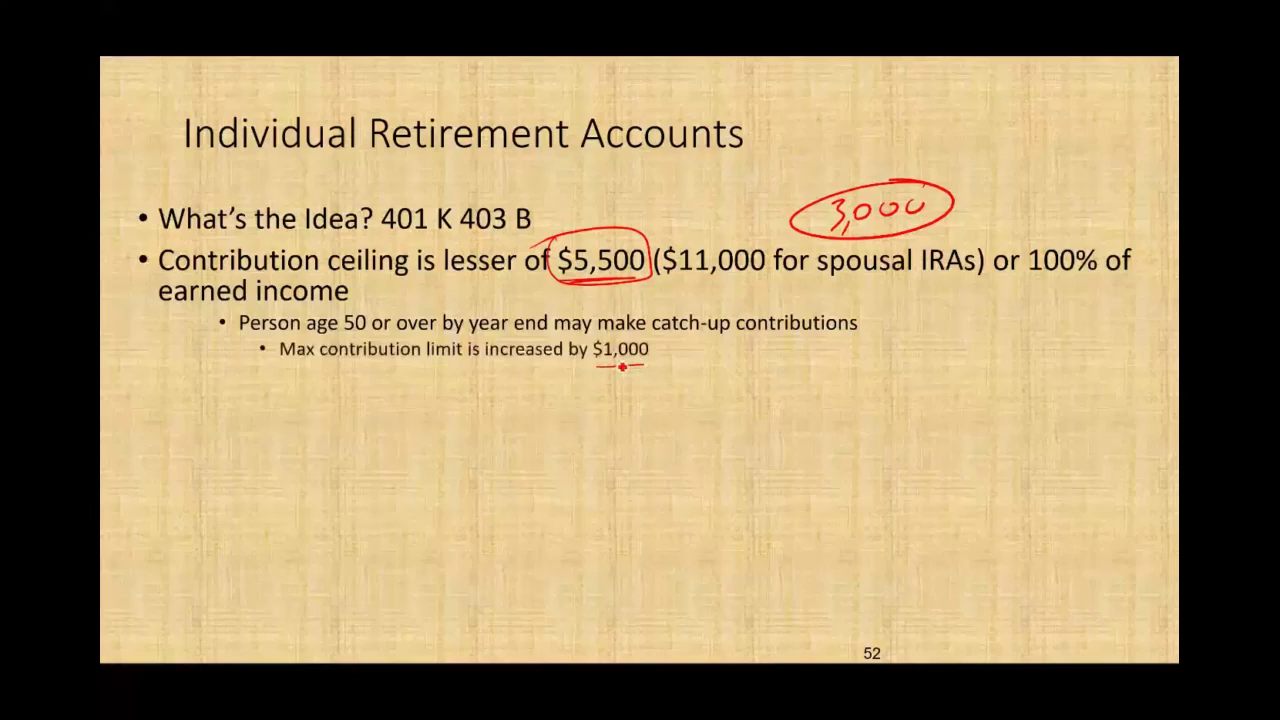 Individual Retirement Accounts
3,000
• What's the Idea? 401 K 403 B
• Contribution ceiling is lesser of $5,500 ($11,000 for spousal IRAs) or 100% of
earned income
• Person age 50 or over by year end may make catch-up contributions
• Max contribution limit is increased by $1,000
52